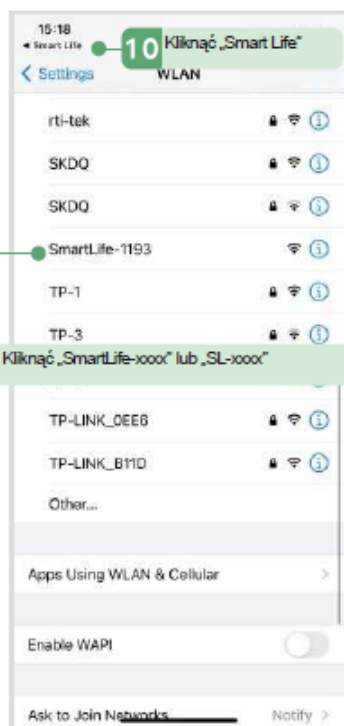 15:18
◀ Smart Life
10 Kliknąć „Smart Life”
Settings WLAN
rti-tek
SKDQ
SKDQ
SmartLife-1193
TP-1
TP-3
Kliknąć „SmartLife-xxxx” lub „SL-xxxx”
TP-LINK_0EE6
TP-LINK_B11D
Other...
Apps Using WLAN & Cellular
Enable WAPI
Ask to Join Networks Notify